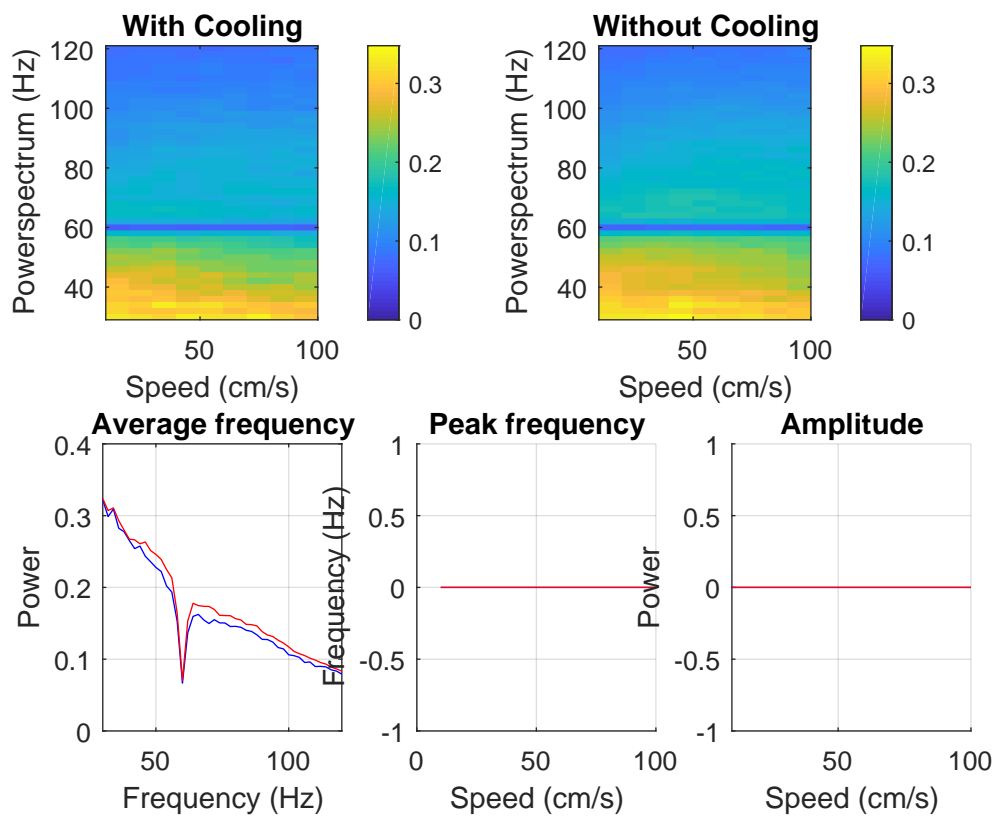 With Cooling
Powerspectrum (Hz)
120
100
80
60
40
50
100
Speed (cm/s)
0.3
0.2
0.1
0
Without Cooling
Powerspectrum (Hz)
120
100
80
60
40
50
100
Speed (cm/s)
0.3
0.2
0.1
0
Average frequency
Power
0.4
0.3
0.2
0.1
0
50
100
Frequency (Hz)
Peak frequency
Frequency (Hz)
1
0.5
0
-0.5
-1
0
50
100
Speed (cm/s)
Amplitude
Power
1
0.5
0
-0.5
-1
50
100
Speed (cm/s)